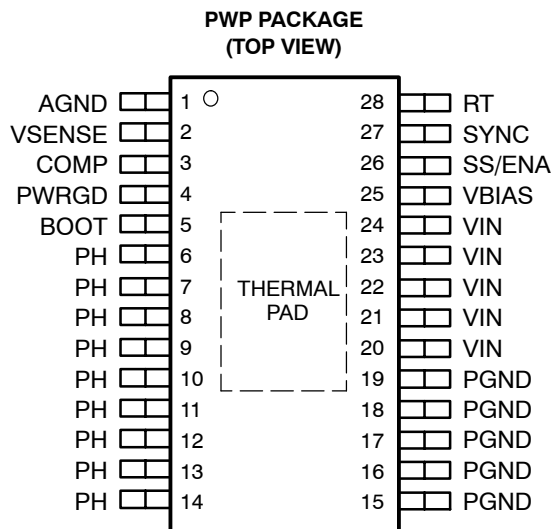 PWP PACKAGE
(TOP VIEW)
AGND 1 28 RT
VSENSE 2 27 SYNC
COMP 3 26 SS/ENA
PWRGD 4 25 VBIAS
BOOT 5 24 VIN
PH 6 23 VIN
PH 7 22 VIN
PH 8 21 VIN
PH 9 20 VIN
PH 10 19 PGND
PH 11 18 PGND
PH 12 17 PGND
PH 13 16 PGND
PH 14 15 PGND
THERMAL
PAD